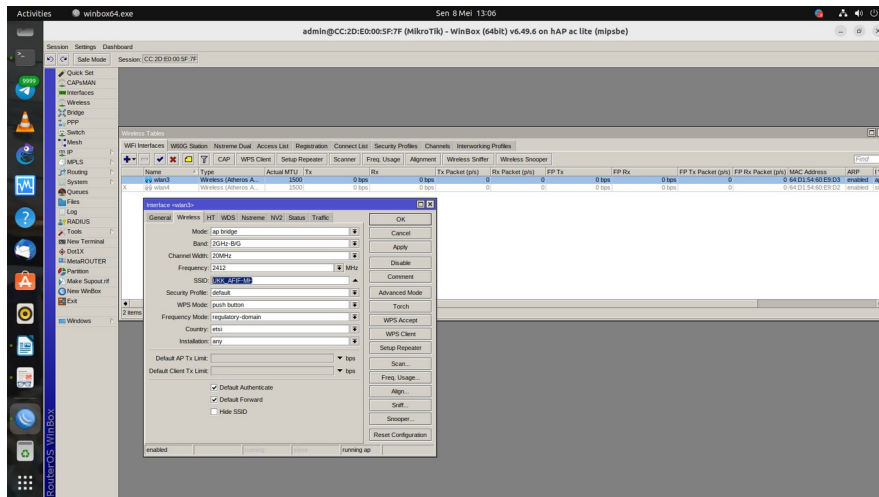 Activities winbox64.exe Sen 8 Mei 13:06
admin@CC:2D:E0:00:5F:7F (MikroTik) - WinBox (64bit) v6.49.6 on hAP ac lite (mipsbe)
Session Settings Dashboard
Safe Mode Session: CC:2D:E0:00:5F:7F
Quick Set
CAPsMAN
Interfaces
Wireless
Bridge
PPP
Switch
Mesh
IP
MPLS
Routing
System
Queues
Files
Log
RADIUS
Tools
New Terminal
Dot1X
MetaROUTER
Partition
Make Supout.rif
New WinBox
Exit
Windows
RouterOS WinBox
9999
Wireless Tables
WiFi Interfaces W60G Station Nstreme Dual Access List Registration Connect List Security Profiles Channels Interworking Profiles
CAP WPS Client Setup Repeater Scanner Freq. Usage Alignment Wireless Sniffer Wireless Snooper Find
Name Type Actual MTU Tx Rx Tx Packet (p/s) Rx Packet (p/s) FP Tx FP Rx FP Tx Packet (p/s) FP Rx Packet (p/s) MAC Address ARP
wlan3 Wireless (Atheros A... 1500 0 bps 0 bps 0 0 0 bps 0 bps 0 0 64:D1:54:60:E9:D3 enabled
X wlan4 Wireless (Atheros A... 1500 0 bps 0 bps 0 0 0 bps 0 bps 0 0 64:D1:54:60:E9:D2 enabled
2 items
Interface <wlan3>
General Wireless HT WDS Nstreme NV2 Status Traffic
Mode: ap bridge
Band: 2GHz-B/G
Channel Width: 20MHz
Frequency: 2412 MHz
SSID: UKK_AFIF-MH
Security Profile: default
WPS Mode: push button
Frequency Mode: regulatory-domain
Country: etsi
Installation: any
Default AP Tx Limit: bps
Default Client Tx Limit: bps
Default Authenticate
Default Forward
Hide SSID
OK
Cancel
Apply
Disable
Comment
Advanced Mode
Torch
WPS Accept
WPS Client
Setup Repeater
Scan...
Freq. Usage...
Align...
Sniff...
Snooper...
Reset Configuration
enabled running slave running ap